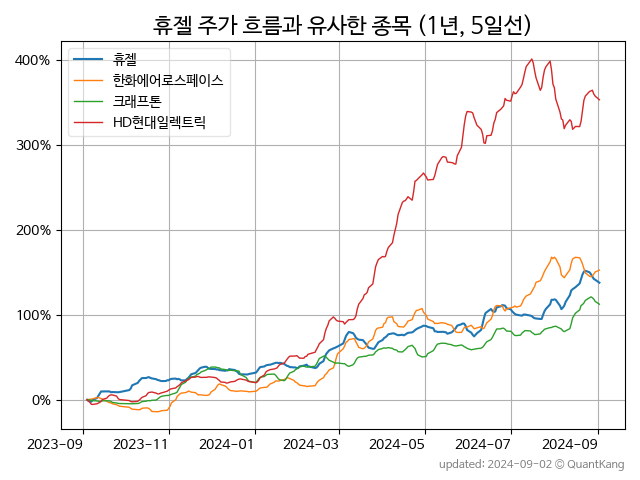 휴젤 주가 흐름과 유사한 종목 (1년, 5일선)
휴젤
한화에어로스페이스
크래프톤
HD현대일렉트릭
400%
300%
200%
100%
0%
2023-09 2023-11 2024-01 2024-03 2024-05 2024-07 2024-09
updated: 2024-09-02 © QuantKang